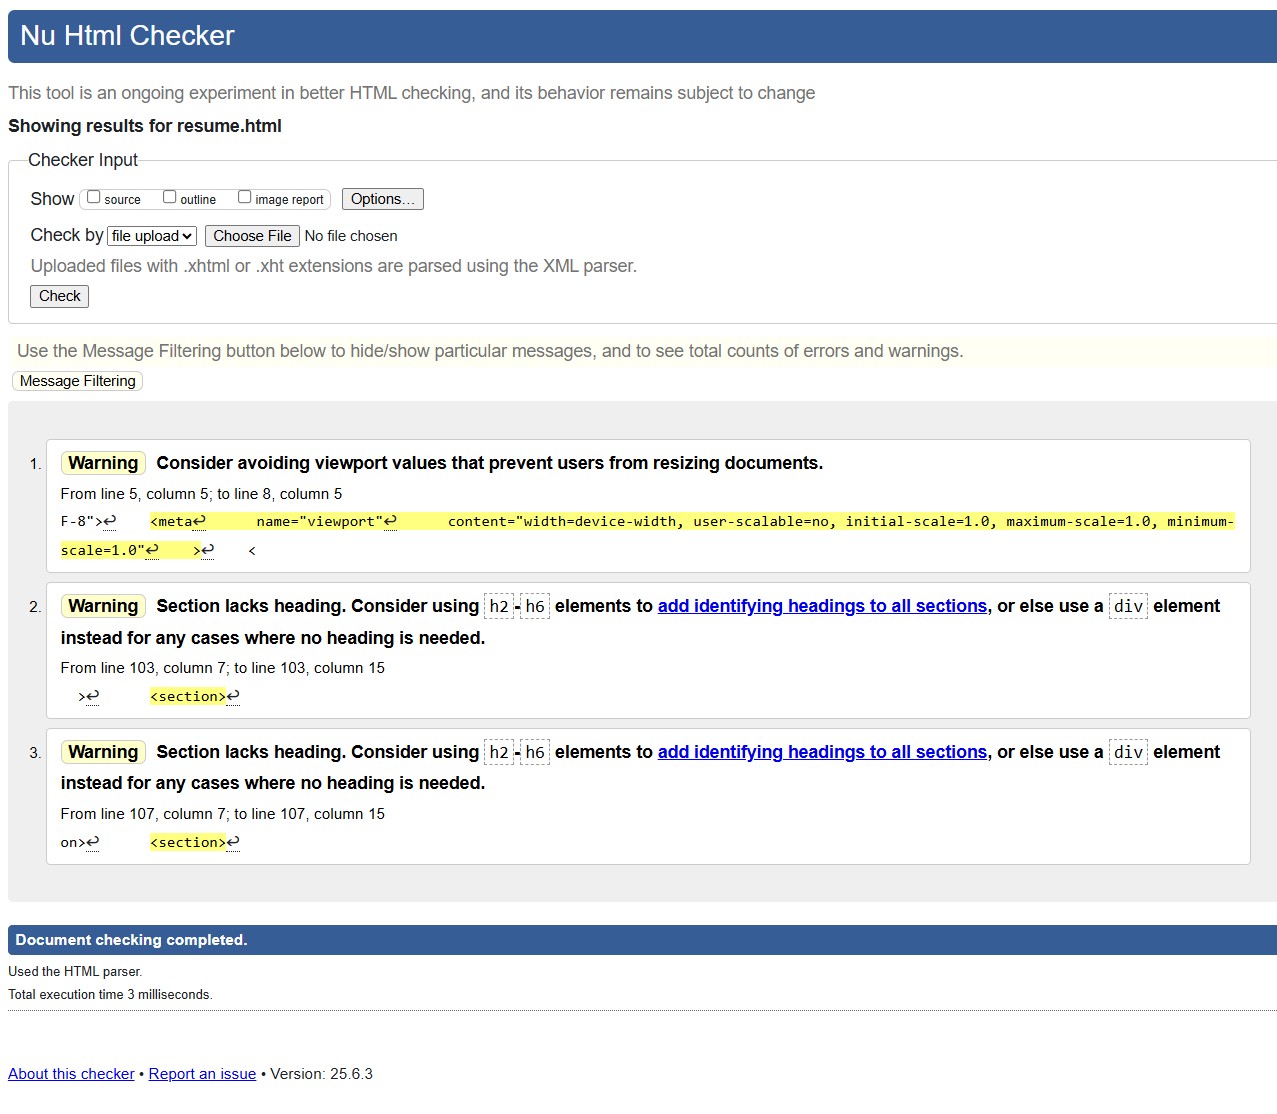 Nu Html Checker
This tool is an ongoing experiment in better HTML checking, and its behavior remains subject to change
Showing results for resume.html
Checker Input
Show source outline image report Options...
Check by file upload Choose File No file chosen
Uploaded files with .xhtml or .xht extensions are parsed using the XML parser.
Check
Use the Message Filtering button below to hide/show particular messages, and to see total counts of errors and warnings.
Message Filtering
1. Warning Consider avoiding viewport values that prevent users from resizing documents.
From line 5, column 5; to line 8, column 5
F-8">↩ <meta↩ name="viewport"↩ content="width=device-width, user-scalable=no, initial-scale=1.0, maximum-scale=1.0, minimum-
scale=1.0"↩ >↩ <
2. Warning Section lacks heading. Consider using h2-h6 elements to add identifying headings to all sections, or else use a div element
instead for any cases where no heading is needed.
From line 103, column 7; to line 103, column 15
>↩ <section>↩
3. Warning Section lacks heading. Consider using h2-h6 elements to add identifying headings to all sections, or else use a div element
instead for any cases where no heading is needed.
From line 107, column 7; to line 107, column 15
on>↩ <section>↩
Document checking completed.
Used the HTML parser.
Total execution time 3 milliseconds.
About this checker • Report an issue • Version: 25.6.3